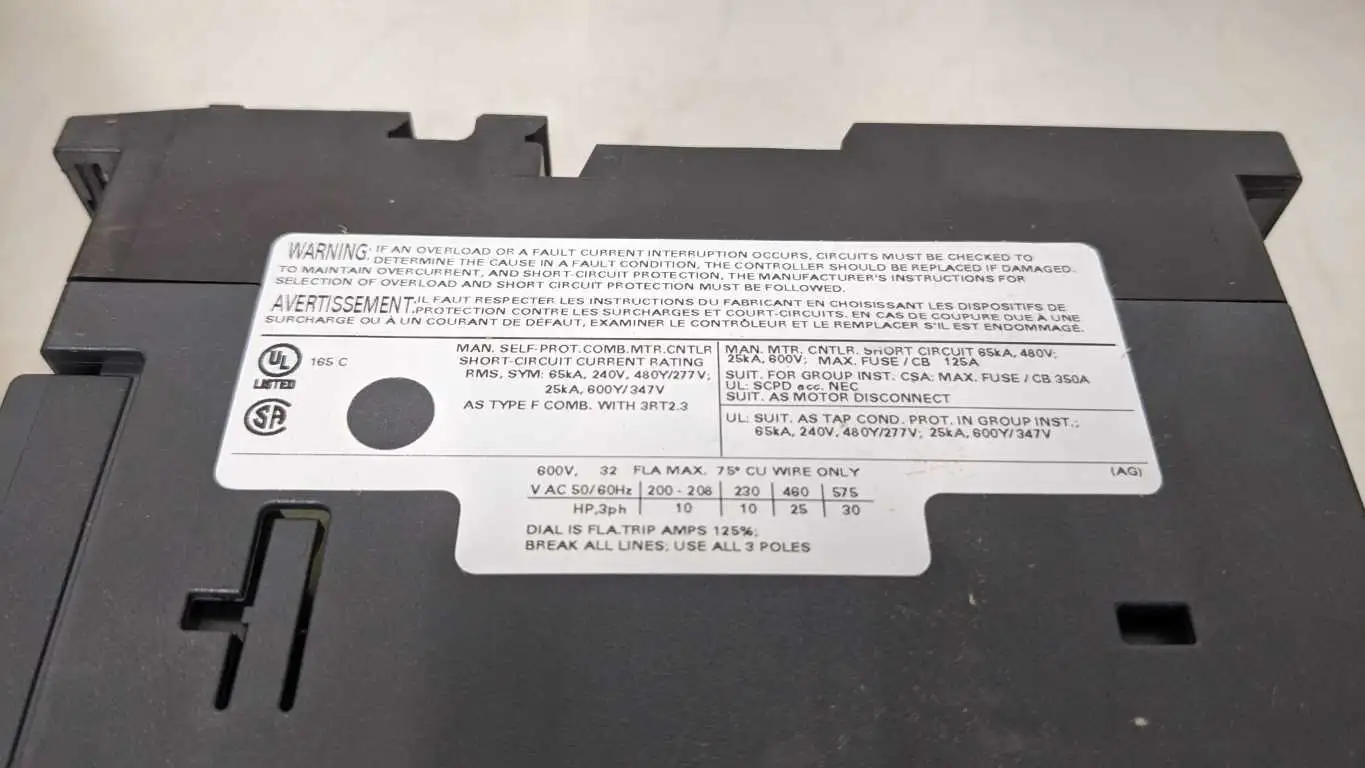 WARNING: IF AN OVERLOAD OR A FAULT CURRENT INTERRUPTION OCCURS, CIRCUITS MUST BE CHECKED TO
DETERMINE THE CAUSE IN A FAULT CONDITION, THE CONTROLLER SHOULD BE REPLACED IF DAMAGED.
TO MAINTAIN OVERCURRENT, AND SHORT-CIRCUIT PROTECTION, THE MANUFACTURER'S INSTRUCTIONS FOR
SELECTION OF OVERLOAD AND SHORT CIRCUIT PROTECTION MUST BE FOLLOWED.
AVERTISSEMENT: IL FAUT RESPECTER LES INSTRUCTIONS DU FABRICANT EN CHOISISSANT LES DISPOSITIFS DE
PROTECTION CONTRE LES SURCHARGES ET COURT-CIRCUITS. EN CAS DE COUPURE DUE A UNE
SURCHARGE OU À UN COURANT DE DÉFAUT, EXAMINER LE CONTRÔLEUR ET LE REMPLACER S'IL EST ENDOMMAGÉ.
UL
LISTED
165 C
SA
MAN. SELF-PROT.COMB.MTR.CNTLR
SHORT-CIRCUIT CURRENT RATING
RMS, SYM: 65kA, 240V, 480Y/277V;
25kA, 600Y/347V
AS TYPE F COMB. WITH 3RT2.3
MAN. MTR. CNTLR. SHORT CIRCUIT 65kA, 480V;
25kA, 600V; MAX. FUSE / CB 125A
SUIT. FOR GROUP INST. CSA: MAX. FUSE / CB 350A
UL: SCPD acc. NEC
SUIT. AS MOTOR DISCONNECT
UL: SUIT. AS TAP COND. PROT. IN GROUP INST.;
65kA, 240V, 480Y/277V; 25kA, 600Y/347V
600V, 32 FLA MAX. 75° CU WIRE ONLY
(AG)
V AC 50/60Hz 200 - 208 230 460 575
HP,3ph 10 10 25 30
DIAL IS FLA.TRIP AMPS 125%;
BREAK ALL LINES; USE ALL 3 POLES